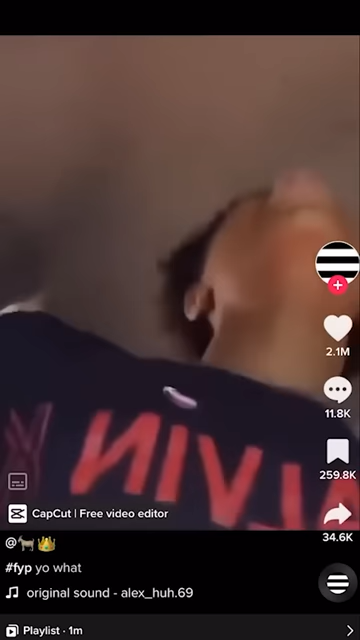 2.1M
11.8K
259.8K
34.6K
CapCut | Free video editor
@🐐👑
#fyp yo what
original sound - alex_huh.69
Playlist · 1m